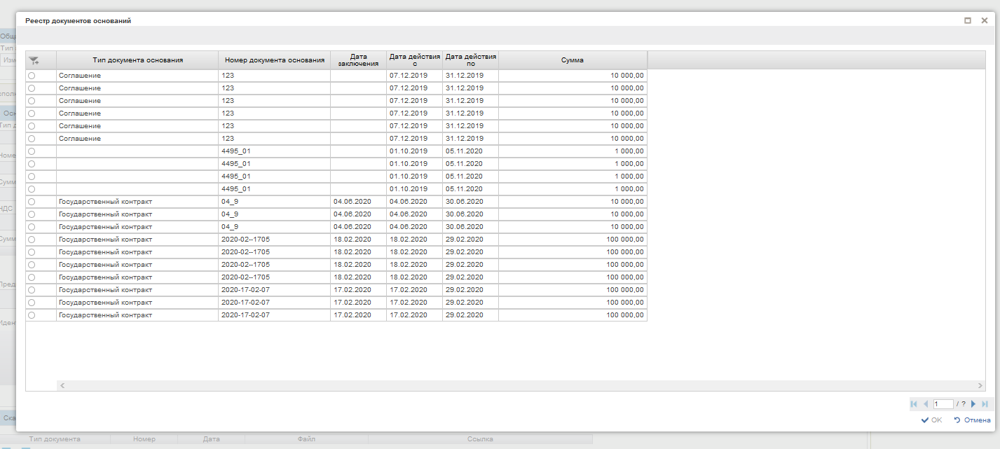 Реестр документов оснований
Тип документа основания Номер документа основания Дата заключения Дата действия с Дата действия по Сумма
Соглашение 123 07.12.2019 31.12.2019 10 000,00
Соглашение 123 07.12.2019 31.12.2019 10 000,00
Соглашение 123 07.12.2019 31.12.2019 10 000,00
Соглашение 123 07.12.2019 31.12.2019 10 000,00
Соглашение 123 07.12.2019 31.12.2019 10 000,00
Соглашение 123 07.12.2019 31.12.2019 10 000,00
4495_01 01.10.2019 05.11.2020 1 000,00
4495_01 01.10.2019 05.11.2020 1 000,00
4495_01 01.10.2019 05.11.2020 1 000,00
4495_01 01.10.2019 05.11.2020 1 000,00
Государственный контракт 04_9 04.06.2020 04.06.2020 30.06.2020 10 000,00
Государственный контракт 04_9 04.06.2020 04.06.2020 30.06.2020 10 000,00
Государственный контракт 04_9 04.06.2020 04.06.2020 30.06.2020 10 000,00
Государственный контракт 2020-02--1705 18.02.2020 18.02.2020 29.02.2020 100 000,00
Государственный контракт 2020-02--1705 18.02.2020 18.02.2020 29.02.2020 100 000,00
Государственный контракт 2020-02--1705 18.02.2020 18.02.2020 29.02.2020 100 000,00
Государственный контракт 2020-02--1705 18.02.2020 18.02.2020 29.02.2020 100 000,00
Государственный контракт 2020-17-02-07 17.02.2020 17.02.2020 29.02.2020 100 000,00
Государственный контракт 2020-17-02-07 17.02.2020 17.02.2020 29.02.2020 100 000,00
Государственный контракт 2020-17-02-07 17.02.2020 17.02.2020 29.02.2020 100 000,00
1 / ?
OK Отмена
Тип документа Номер Дата Файл Ссылка